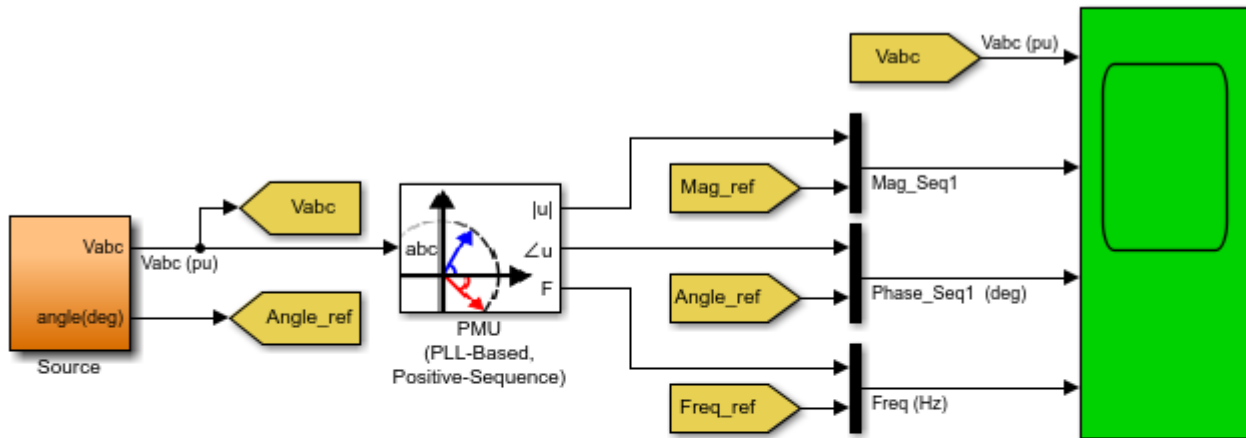 Vabc
Vabc (pu)
Vabc
Mag_ref
Mag_Seq1
Vabc
|u|
abc
∠u
F
Vabc
Vabc (pu)
angle(deg)
Angle_ref
Angle_ref
Phase_Seq1 (deg)
PMU
(PLL-Based,
Positive-Sequence)
Source
Freq_ref
Freq (Hz)